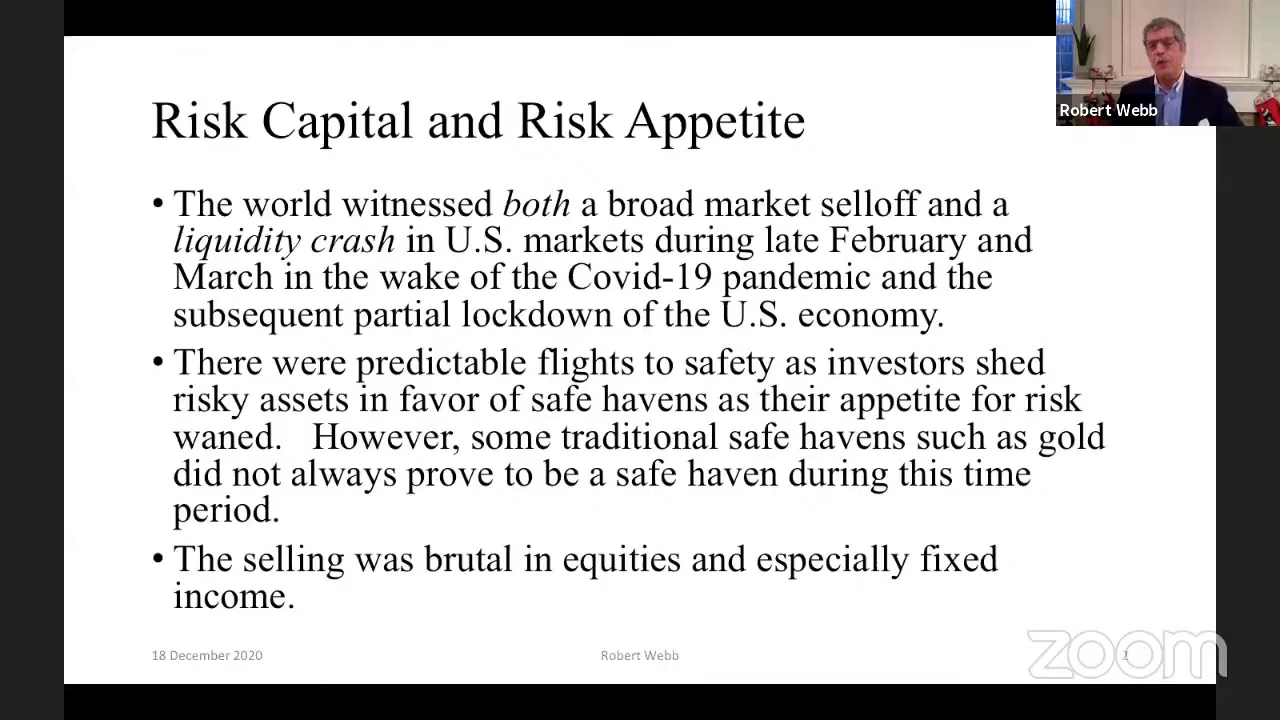 Robert Webb
Risk Capital and Risk Appetite
• The world witnessed both a broad market selloff and a
liquidity crash in U.S. markets during late February and
March in the wake of the Covid-19 pandemic and the
subsequent partial lockdown of the U.S. economy.
• There were predictable flights to safety as investors shed
risky assets in favor of safe havens as their appetite for risk
waned.   However, some traditional safe havens such as gold
did not always prove to be a safe haven during this time
period.
• The selling was brutal in equities and especially fixed
income.
18 December 2020
Robert Webb
2
zoom